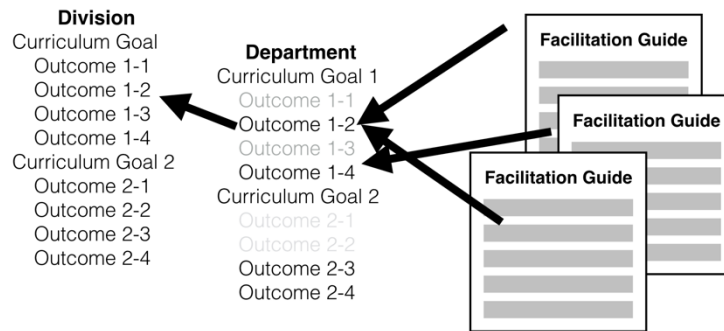 Division
Curriculum Goal
Outcome 1-1
Outcome 1-2
Outcome 1-3
Outcome 1-4
Curriculum Goal 2
Outcome 2-1
Outcome 2-2
Outcome 2-3
Outcome 2-4
Department
Curriculum Goal 1
Outcome 1-1
Outcome 1-2
Outcome 1-3
Outcome 1-4
Curriculum Goal 2
Outcome 2-1
Outcome 2-2
Outcome 2-3
Outcome 2-4
Facilitation Guide
Facilitation Guide
Facilitation Guide